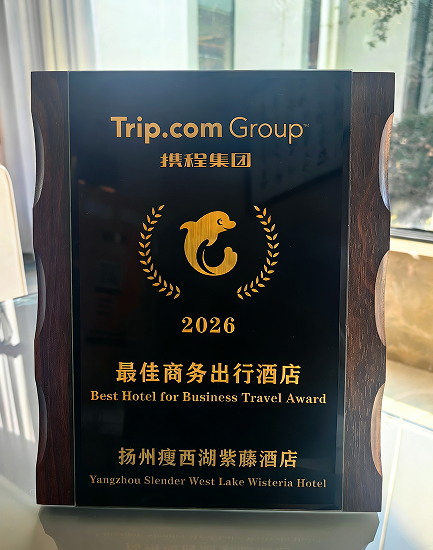 Trip.com Group™
携程集团
2026
最佳商务出行酒店
Best Hotel for Business Travel Award
扬州瘦西湖紫藤酒店
Yangzhou Slender West Lake Wisteria Hotel